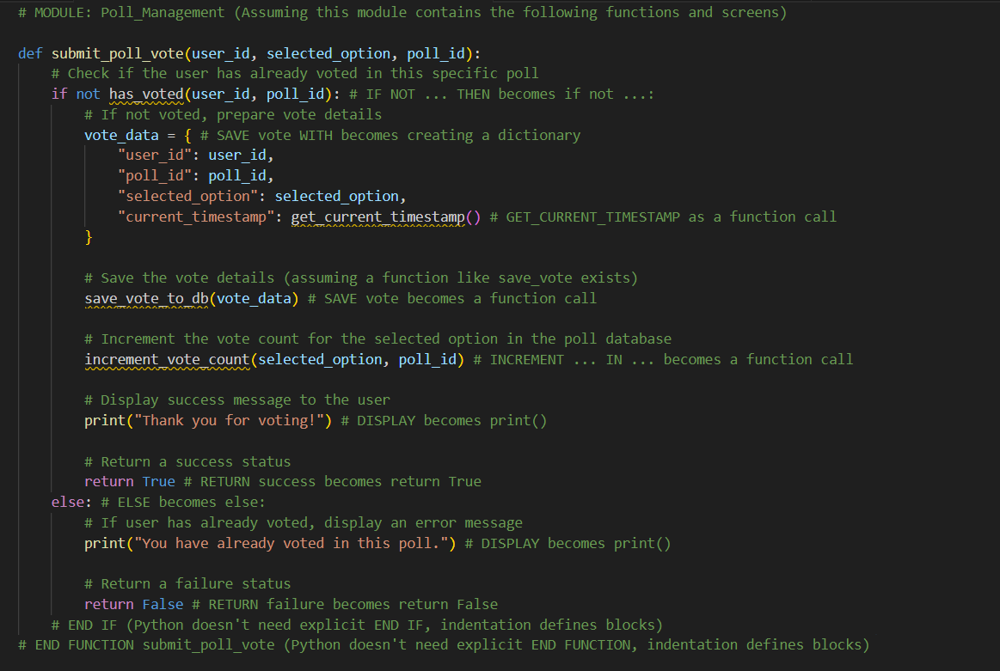 # MODULE: Poll_Management (Assuming this module contains the following functions and screens)
def submit_poll_vote(user_id, selected_option, poll_id):
# Check if the user has already voted in this specific poll
if not has_voted(user_id, poll_id): # IF NOT ... THEN becomes if not ...:
# If not voted, prepare vote details
vote_data = { # SAVE vote WITH becomes creating a dictionary
"user_id": user_id,
"poll_id": poll_id,
"selected_option": selected_option,
"current_timestamp": get_current_timestamp() # GET_CURRENT_TIMESTAMP as a function call
}
# Save the vote details (assuming a function like save_vote exists)
save_vote_to_db(vote_data) # SAVE vote becomes a function call
# Increment the vote count for the selected option in the poll database
increment_vote_count(selected_option, poll_id) # INCREMENT ... IN ... becomes a function call
# Display success message to the user
print("Thank you for voting!") # DISPLAY becomes print()
# Return a success status
return True # RETURN success becomes return True
else: # ELSE becomes else:
# If user has already voted, display an error message
print("You have already voted in this poll.") # DISPLAY becomes print()
# Return a failure status
return False # RETURN failure becomes return False
# END IF (Python doesn't need explicit END IF, indentation defines blocks)
# END FUNCTION submit_poll_vote (Python doesn't need explicit END FUNCTION, indentation defines blocks)